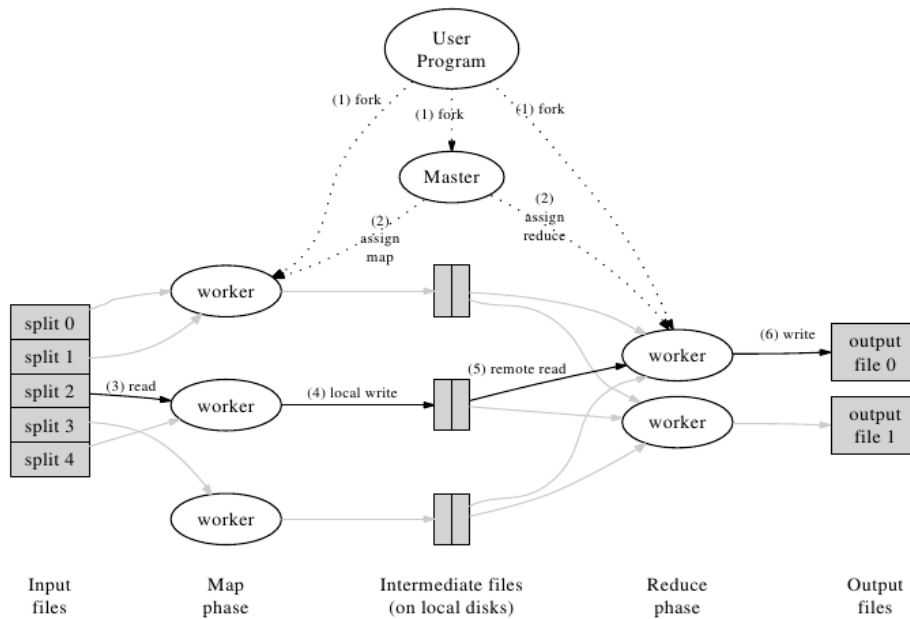 User
Program
(1) fork
(1) fork
(1) fork
Master
(2)
assign
map
(2)
assign
reduce
worker
split 0
split 1
split 2
split 3
split 4
(3) read
worker
(4) local write
(5) remote read
worker
(6) write
output
file 0
worker
output
file 1
worker
Input
files
Map
phase
Intermediate files
(on local disks)
Reduce
phase
Output
files